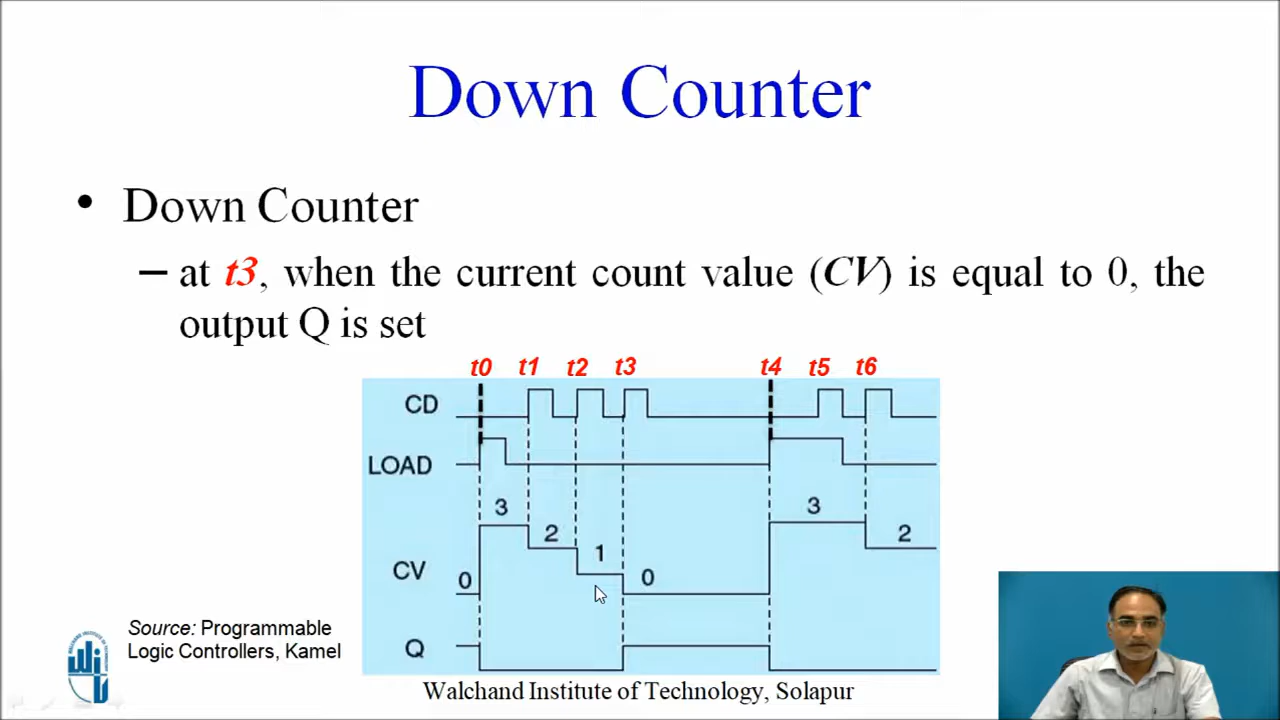 Down Counter
• Down Counter
– at t3, when the current count value (CV) is equal to 0, the
output Q is set
t0 t1 t2 t3 t4 t5 t6
CD
LOAD
3 3
2 2
1
CV 0 0
Q
Source: Programmable
Logic Controllers, Kamel
Walchand Institute of Technology, Solapur